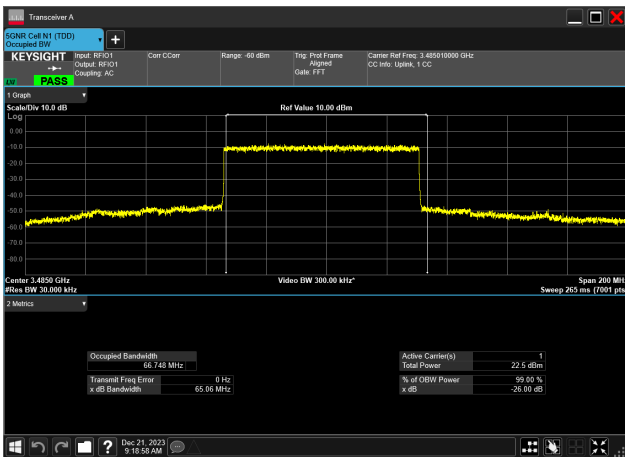 Transceiver A
5GNR Cell N1 (TDD)
Occupied BW
KEYSIGHT
LXI
PASS
Input: RFIO1
Output: RFIO1
Coupling: AC
Corr CCorr
Range: -60 dBm
Trig: Prot Frame
Aligned
Gate: FFT
Carrier Ref Freq: 3.485010000 GHz
CC Info: Uplink, 1 CC
1 Graph
Scale/Div 10.0 dB
Ref Value 10.00 dBm
Log
0.00
-10.0
-20.0
-30.0
-40.0
-50.0
-60.0
-70.0
-80.0
Center 3.4850 GHz
Video BW 300.00 kHz*
Span 200 MHz
#Res BW 30.000 kHz
Sweep 265 ms (7001 pts
2 Metrics
Occupied Bandwidth
66.748 MHz
Transmit Freq Error 0 Hz
x dB Bandwidth 65.06 MHz
Active Carrier(s) 1
Total Power 22.5 dBm
% of OBW Power 99.00 %
x dB -26.00 dB
?
Dec 21, 2023
9:18:58 AM